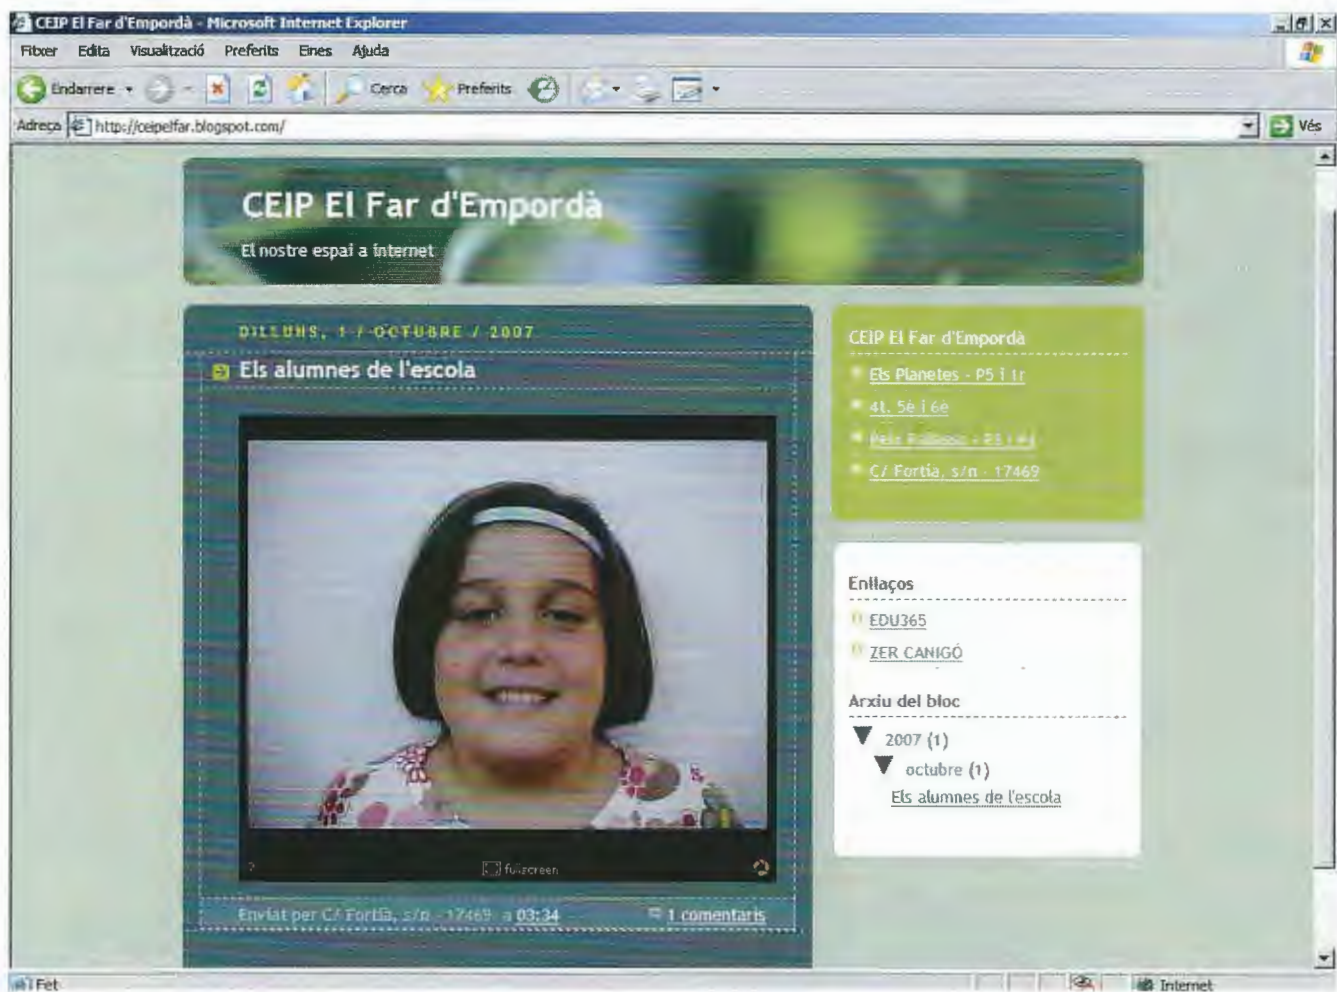 CEIP El Far d'Empordà - Microsoft Internet Explorer
Fitxer Edita Visualització Preferits Eines Ajuda
Endarrere Cerca Preferits
Adreça http://ceipelfar.blogspot.com/ Vés
CEIP El Far d'Empordà
El nostre espai a internet
DILLUNS, 1 / OCTUBRE / 2007
Els alumnes de l'escola
fullscreen
Enviat per C/ Fortià, s/n - 17469 a 03:34
1 comentaris
CEIP El Far d'Empordà
Els Planetes - P5 i 1r
4t, 5è i 6è
P3 i P4
C/ Fortià, s/n - 17469
Enllaços
EDU365
ZER CANIGÓ
Arxiu del bloc
2007 (1)
octubre (1)
Els alumnes de l'escola
Fet
Internet